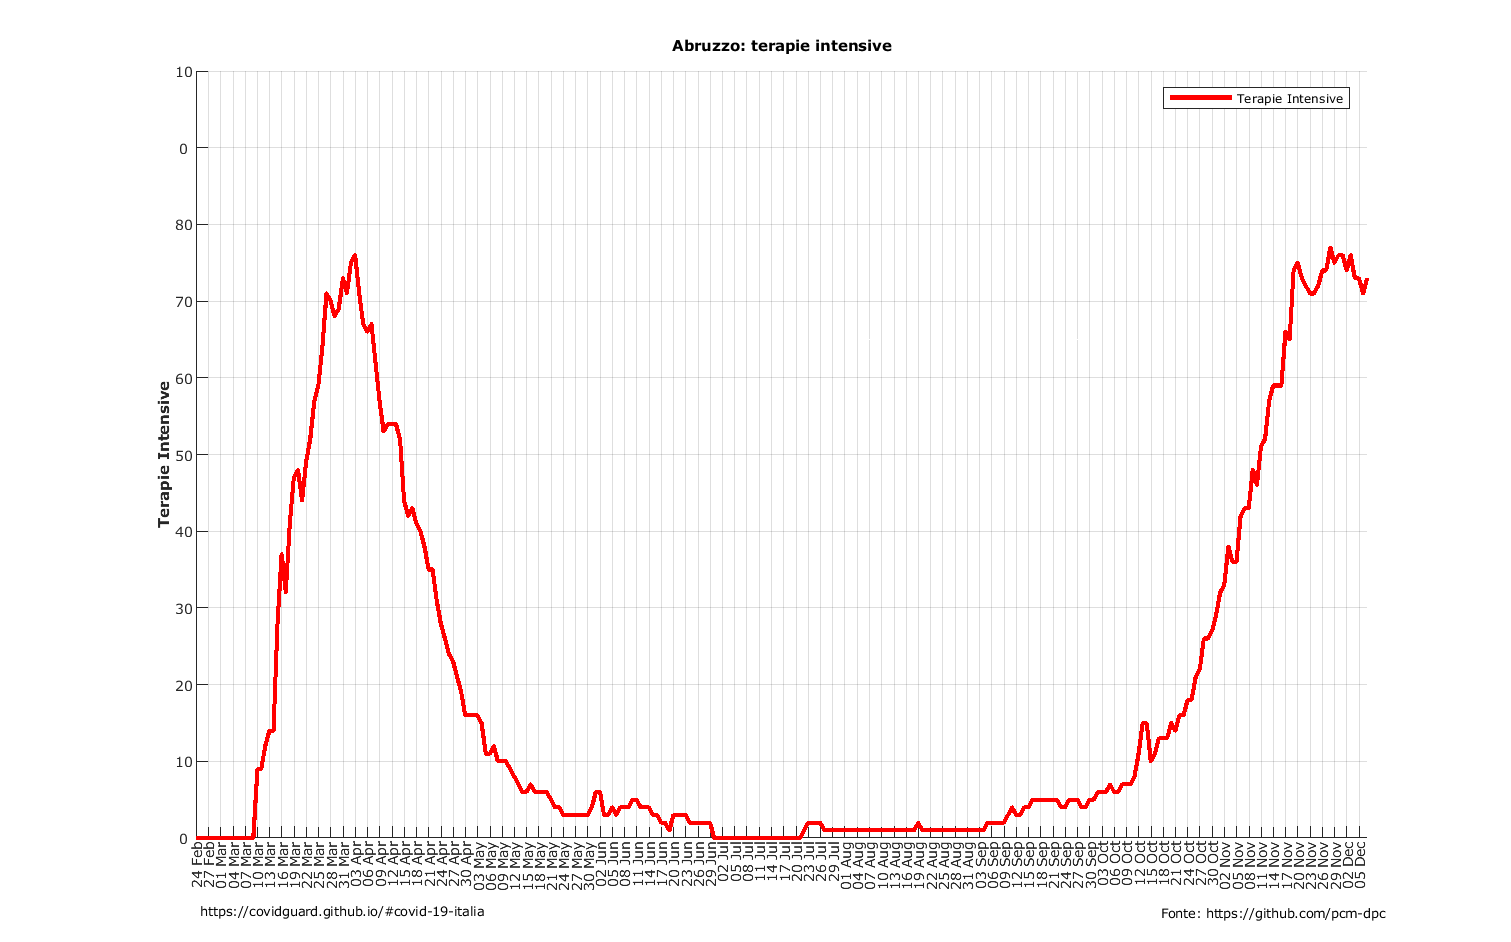 Abruzzo: terapie intensive
Terapie Intensive
10
0
80
70
60
50
40
30
20
10
0
Terapie Intensive
24 Feb
27 Feb
01 Mar
04 Mar
07 Mar
10 Mar
13 Mar
16 Mar
19 Mar
22 Mar
25 Mar
28 Mar
31 Mar
03 Apr
06 Apr
09 Apr
12 Apr
15 Apr
18 Apr
21 Apr
24 Apr
27 Apr
30 Apr
03 May
06 May
09 May
12 May
15 May
18 May
21 May
24 May
27 May
30 May
02 Jun
05 Jun
08 Jun
11 Jun
14 Jun
17 Jun
20 Jun
23 Jun
26 Jun
29 Jun
02 Jul
05 Jul
08 Jul
11 Jul
14 Jul
17 Jul
20 Jul
23 Jul
26 Jul
29 Jul
01 Aug
04 Aug
07 Aug
10 Aug
13 Aug
16 Aug
19 Aug
22 Aug
25 Aug
28 Aug
31 Aug
03 Sep
06 Sep
09 Sep
12 Sep
15 Sep
18 Sep
21 Sep
24 Sep
27 Sep
30 Sep
03 Oct
06 Oct
09 Oct
12 Oct
15 Oct
18 Oct
21 Oct
24 Oct
27 Oct
30 Oct
02 Nov
05 Nov
08 Nov
11 Nov
14 Nov
17 Nov
20 Nov
23 Nov
26 Nov
29 Nov
02 Dec
05 Dec
https://covidguard.github.io/#covid-19-italia
Fonte: https://github.com/pcm-dpc